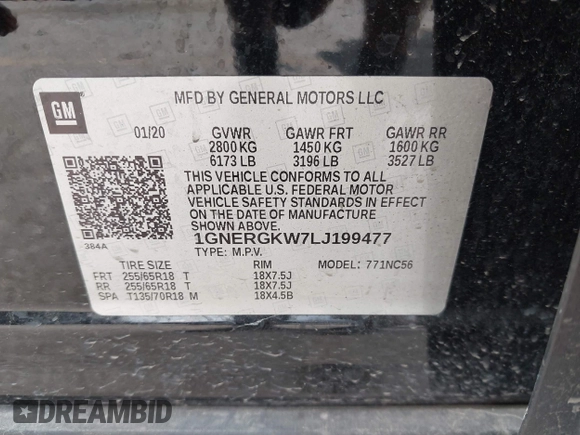 GM
MFD BY GENERAL MOTORS LLC
01/20 GVWR GAWR FRT GAWR RR
2800 KG 1450 KG 1600 KG
6173 LB 3196 LB 3527 LB
THIS VEHICLE CONFORMS TO ALL
APPLICABLE U.S. FEDERAL MOTOR
VEHICLE SAFETY STANDARDS IN EFFECT
ON THE DATE OF MANUFACTURE
SHOWN ABOVE.
384A
1GNERGKW7LJ199477
TYPE: M.P.V. MODEL: 771NC56
TIRE SIZE RIM
FRT 255/65R18 T 18X7.5J
RR 255/65R18 T 18X7.5J
SPA T135/70R18 M 18X4.5B
DREAMBID